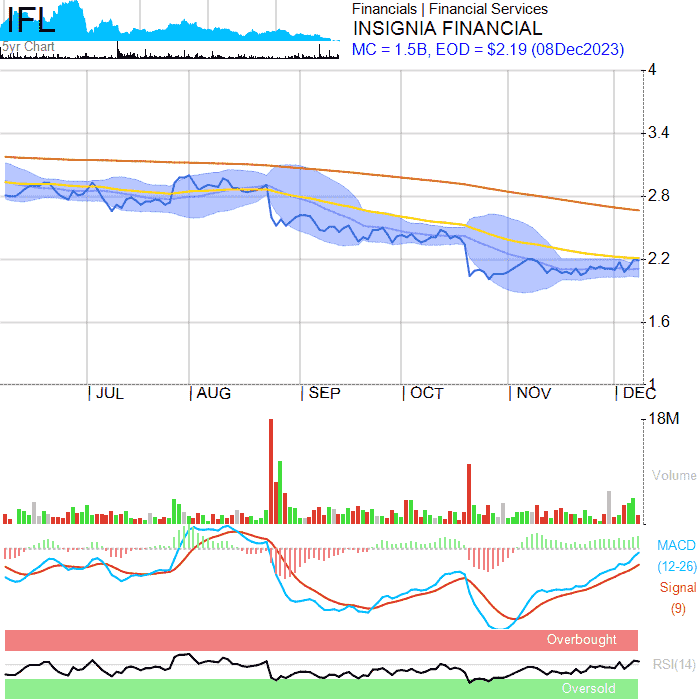 IFL
5yr Chart
Financials | Financial Services
INSIGNIA FINANCIAL
MC = 1.5B, EOD = $2.19 (08Dec2023)
4
3.4
2.8
2.2
1.6
1
JUL AUG SEP OCT NOV DEC
18M
Volume
MACD
(12-26)
Signal
(9)
Overbought
RSI(14)
Oversold